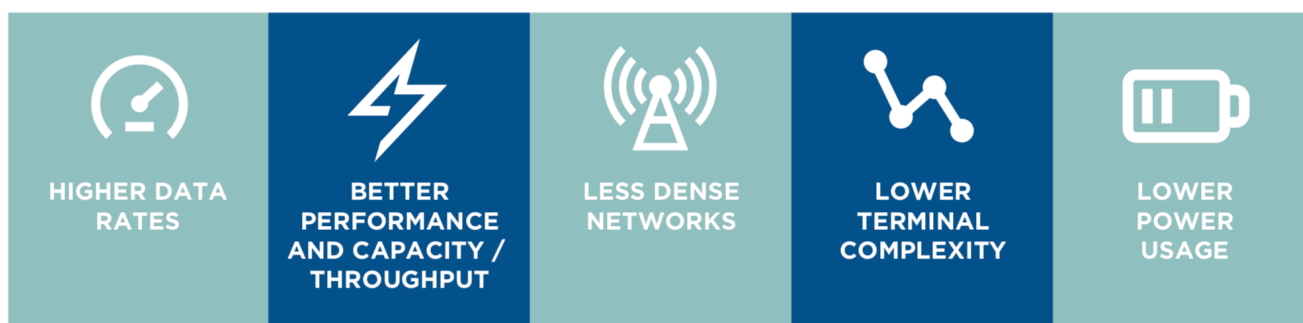 HIGHER DATA
RATES
BETTER
PERFORMANCE
AND CAPACITY /
THROUGHPUT
LESS DENSE
NETWORKS
LOWER
TERMINAL
COMPLEXITY
LOWER
POWER
USAGE